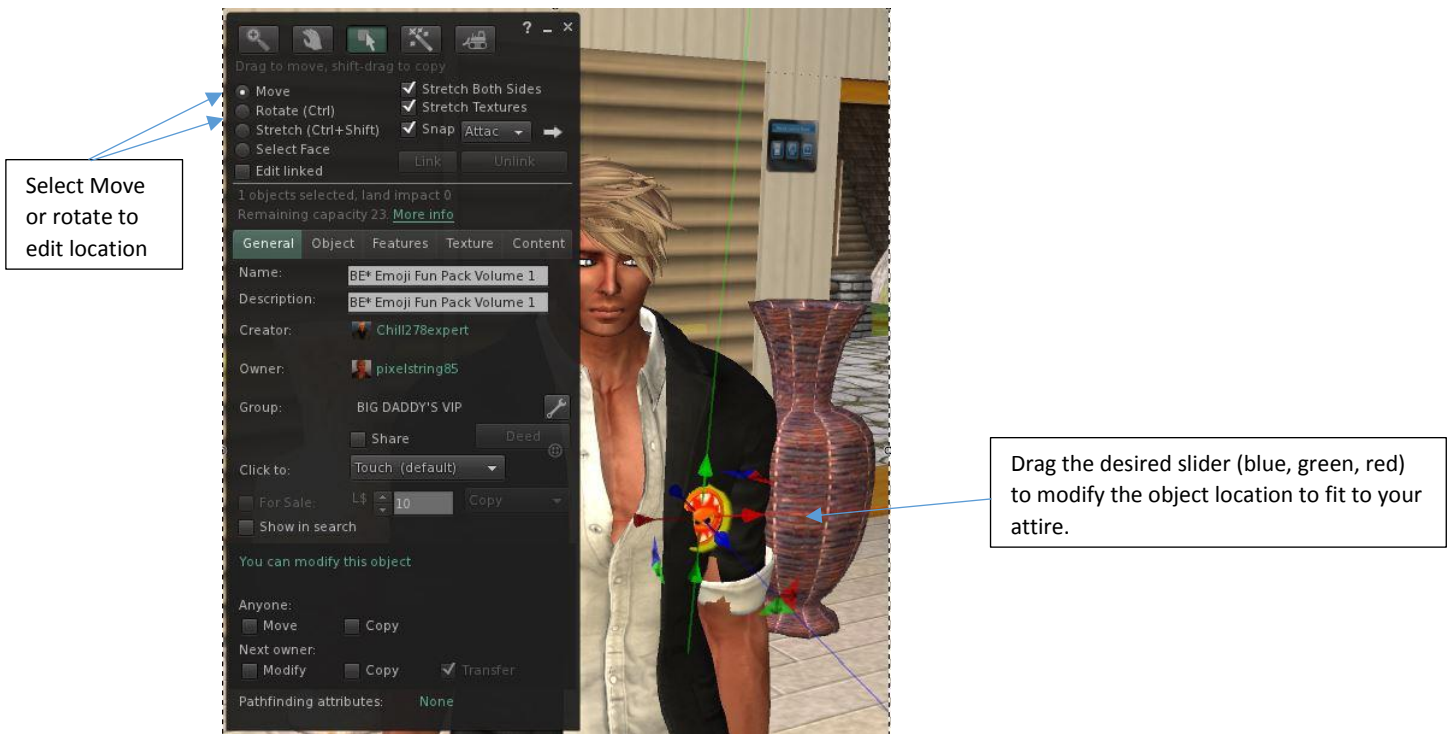 ? _ ×
Drag to move, shift-drag to copy
Move
Rotate (Ctrl)
Stretch (Ctrl+Shift)
Select Face
Edit linked
Stretch Both Sides
Stretch Textures
Snap Attac
Link Unlink
1 objects selected, land impact 0
Remaining capacity 23. More info
General Object Features Texture Content
Name: BE* Emoji Fun Pack Volume 1
Description: BE* Emoji Fun Pack Volume 1
Creator: Chill278expert
Owner: pixelstring85
Group: BIG DADDY'S VIP
Share Deed
Click to: Touch (default)
For Sale: L$ 10 Copy
Show in search
You can modify this object
Anyone:
Move Copy
Next owner:
Modify Copy Transfer
Pathfinding attributes: None
Select Move
or rotate to
edit location
Drag the desired slider (blue, green, red)
to modify the object location to fit to your
attire.